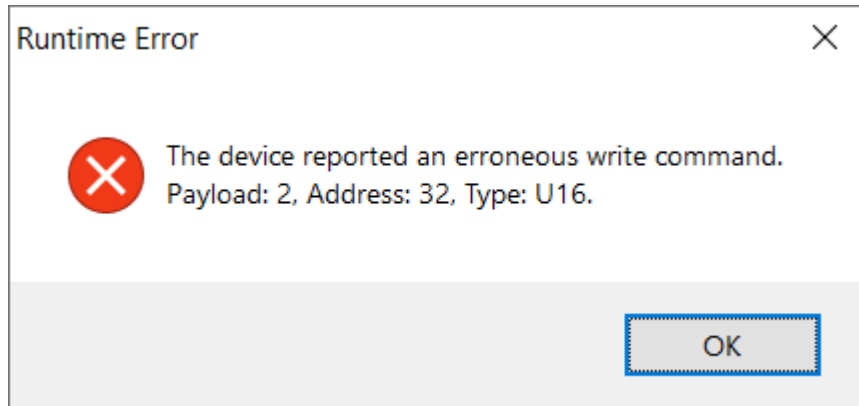 Runtime Error
The device reported an erroneous write command.
Payload: 2, Address: 32, Type: U16.
OK